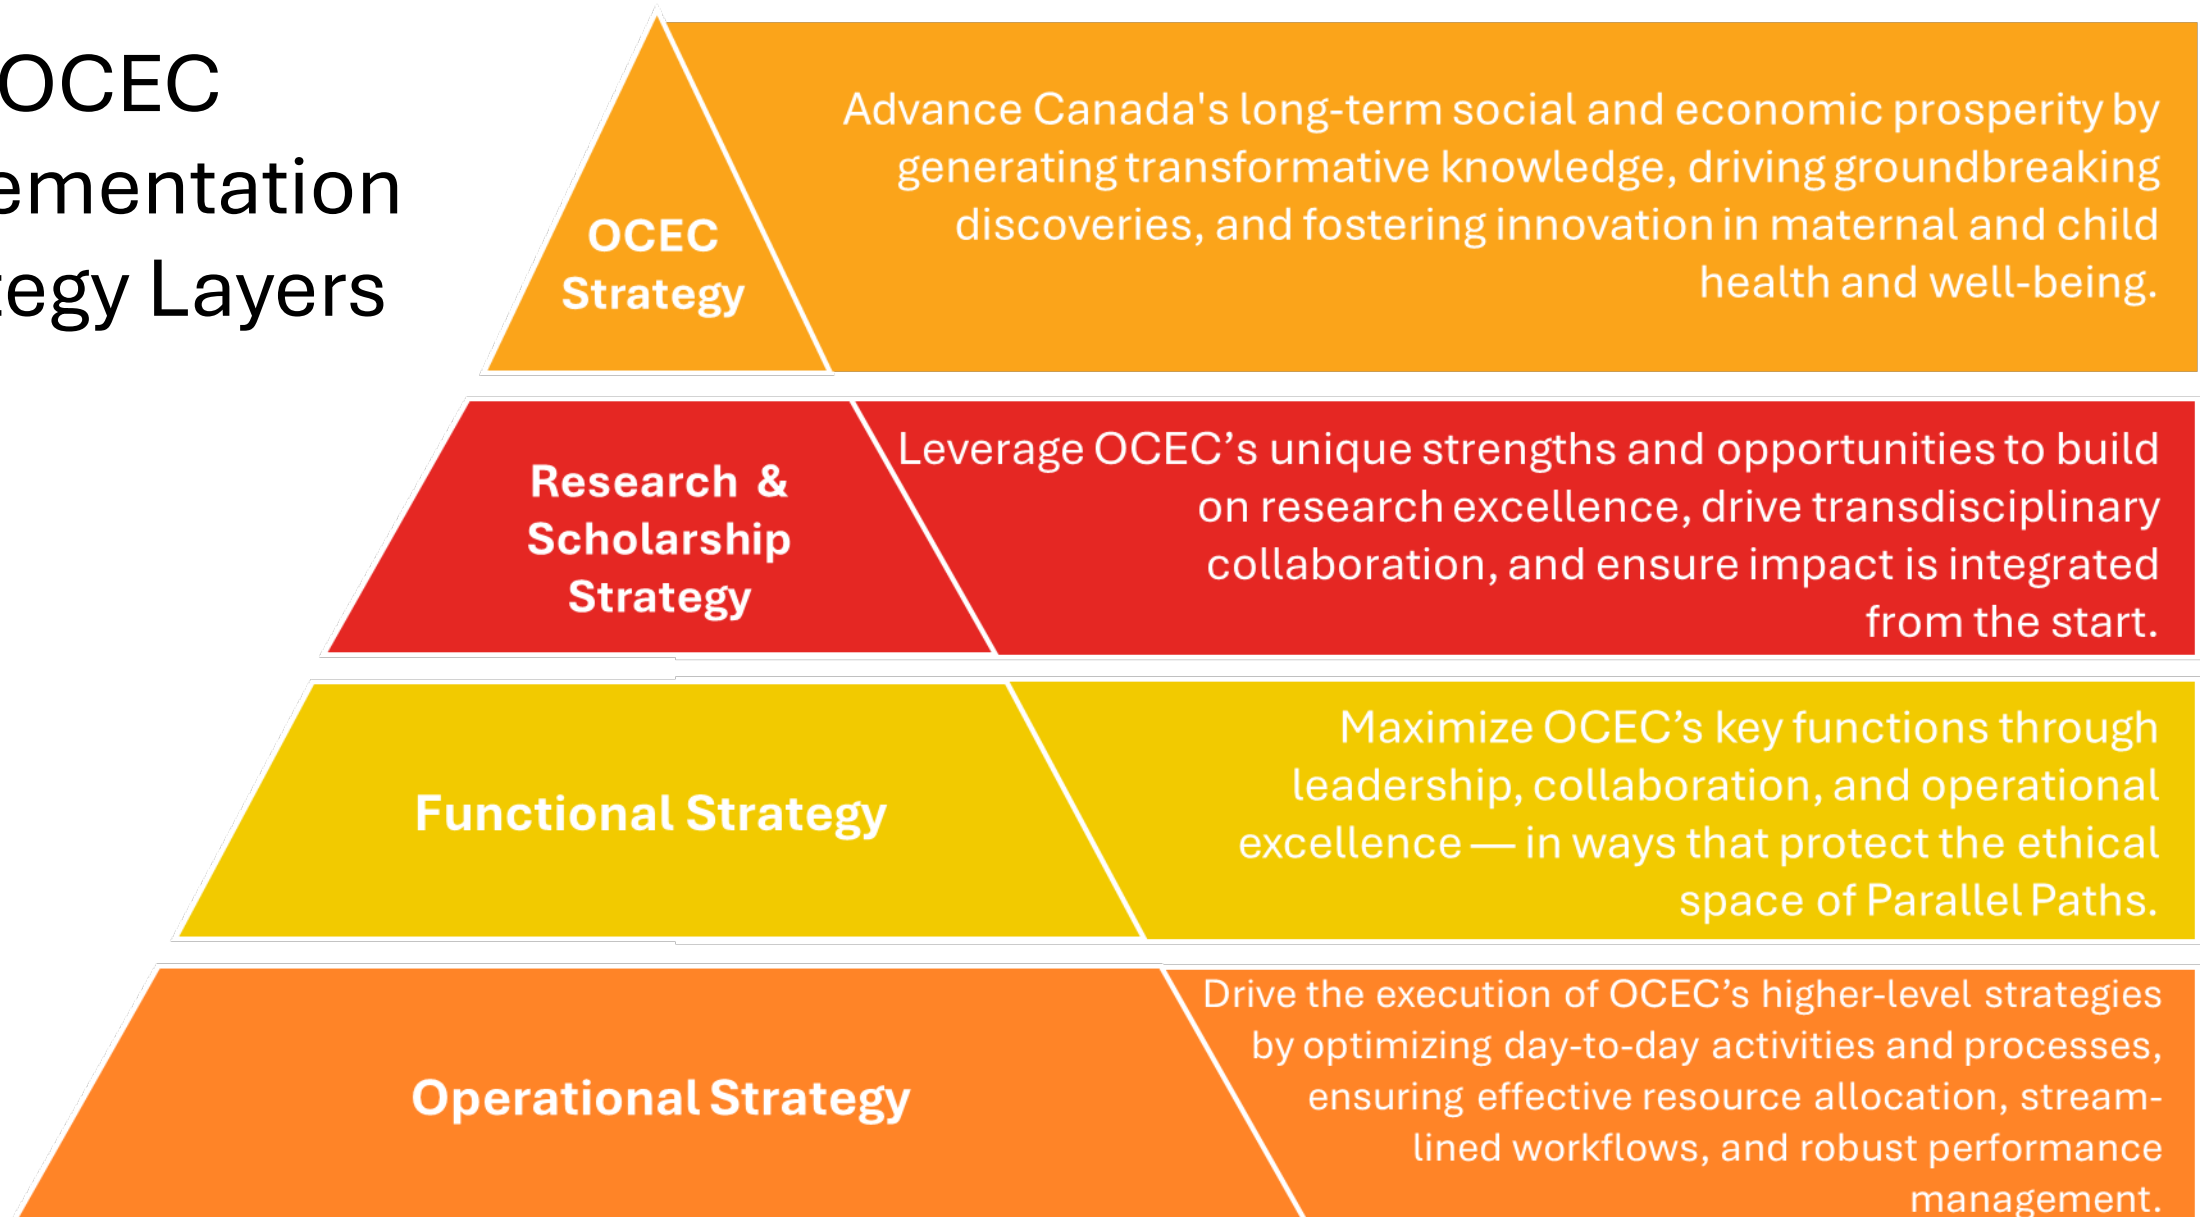 OCEC
ementation
tegy Layers
OCEC
Strategy
Advance Canada's long-term social and economic prosperity by
generating transformative knowledge, driving groundbreaking
discoveries, and fostering innovation in maternal and child
health and well-being.
Research &
Scholarship
Strategy
Leverage OCEC’s unique strengths and opportunities to build
on research excellence, drive transdisciplinary
collaboration, and ensure impact is integrated
from the start.
Functional Strategy
Maximize OCEC’s key functions through
leadership, collaboration, and operational
excellence — in ways that protect the ethical
space of Parallel Paths.
Operational Strategy
Drive the execution of OCEC’s higher-level strategies
by optimizing day-to-day activities and processes,
ensuring effective resource allocation, stream-
lined workflows, and robust performance
management.